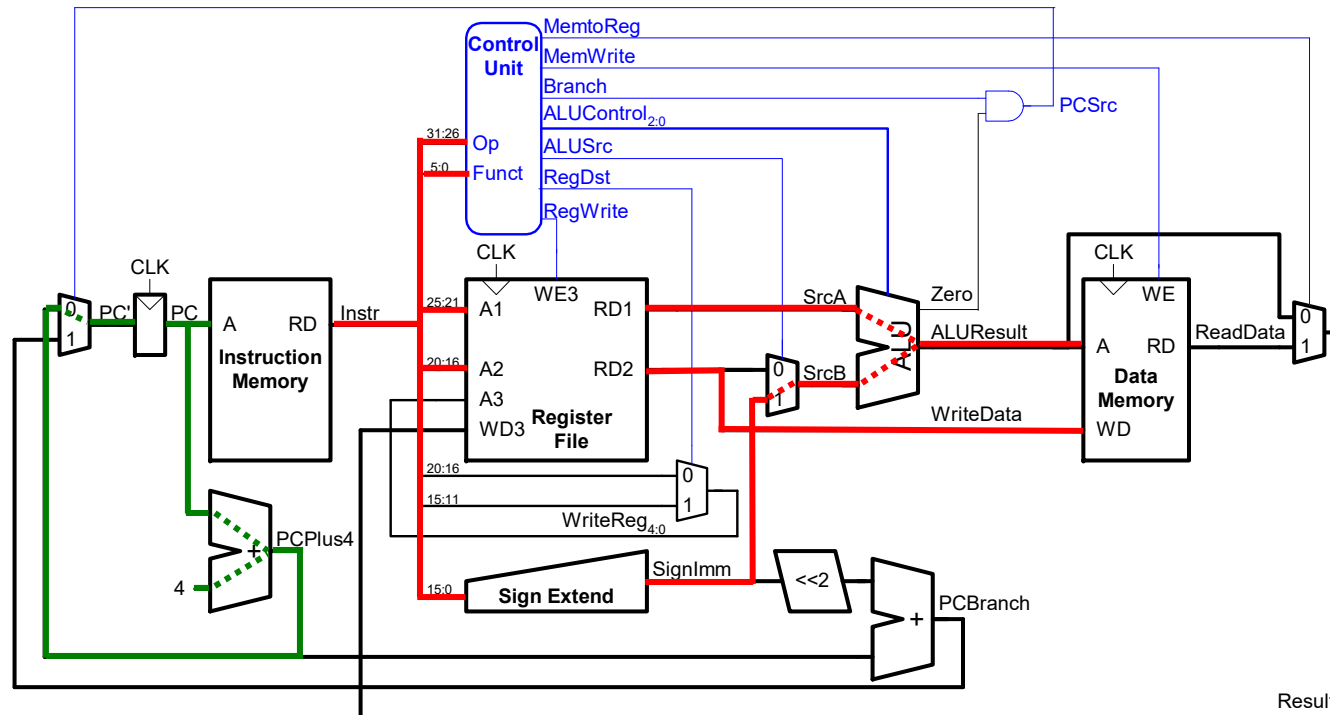 MemtoReg
Control Unit
MemWrite
Branch
PCSrc
ALUControl2:0
31:26
Op
ALUSrc
5:0
Funct
RegDst
RegWrite
CLK
CLK
CLK
0
1
PC'
PC
A
RD
Instruction
Memory
Instr
25:21
A1
WE3
RD1
SrcA
Zero
ALU
ALUResult
WE
0
1
ReadData
20:16
A2
RD2
0
1
SrcB
A
RD
Data
Memory
A3
WD3
Register
File
WriteData
WD
20:16
0
15:11
1
WriteReg4:0
PCPlus4
+
4
SignImm
<<2
15:0
Sign Extend
PCBranch
+
Resul